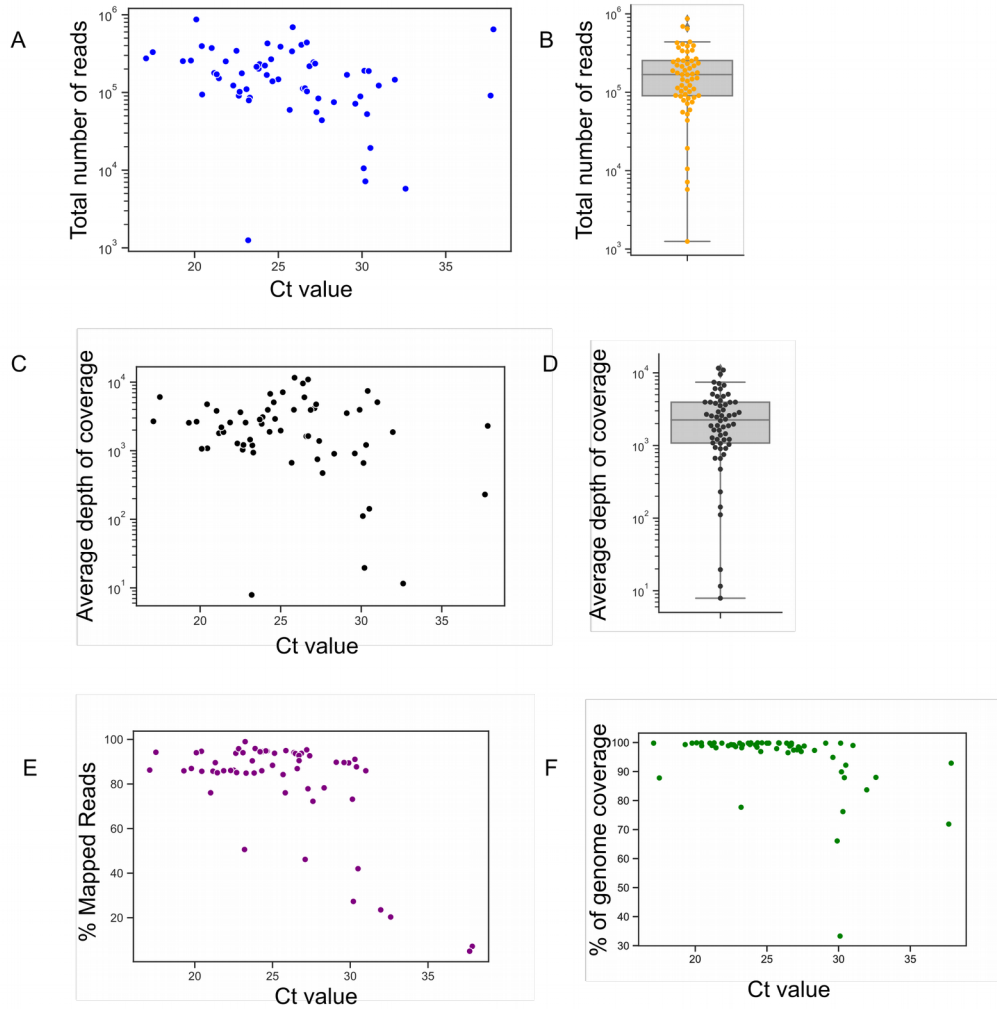 A
Total number of reads
10^6
10^5
10^4
10^3
20 25 30 35
Ct value
B
Total number of reads
10^6
10^5
10^4
10^3
C
Average depth of coverage
10^4
10^3
10^2
10^1
20 25 30 35
Ct value
D
Average depth of coverage
10^4
10^3
10^2
10^1
E
% Mapped Reads
100
80
60
40
20
20 25 30 35
Ct value
F
% of genome coverage
100
90
80
70
60
50
40
30
20 25 30 35
Ct value